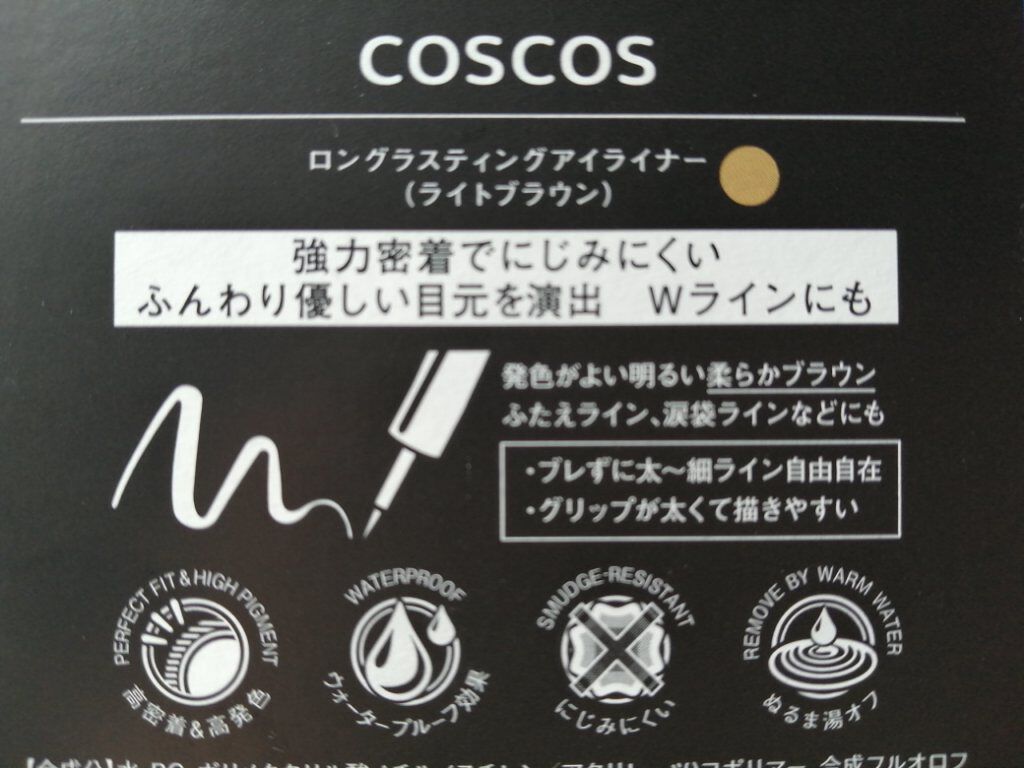 COSCOS
ロングラスティングアイライナー
(ライトブラウン)
強力密着でにじみにくい
ふんわり優しい目元を演出　Wラインにも
発色がよい明るい柔らかブラウン
ふたえライン、涙袋ラインなどにも
・ブレずに太～細ライン自由自在
・グリップが太くて描きやすい
PERFECT FIT & HIGH PIGMENT
高密着&高発色
WATERPROOF
ウォータープルーフ効果
SMUDGE-RESISTANT
にじみにくい
REMOVE BY WARM WATER
ぬるま湯オフ